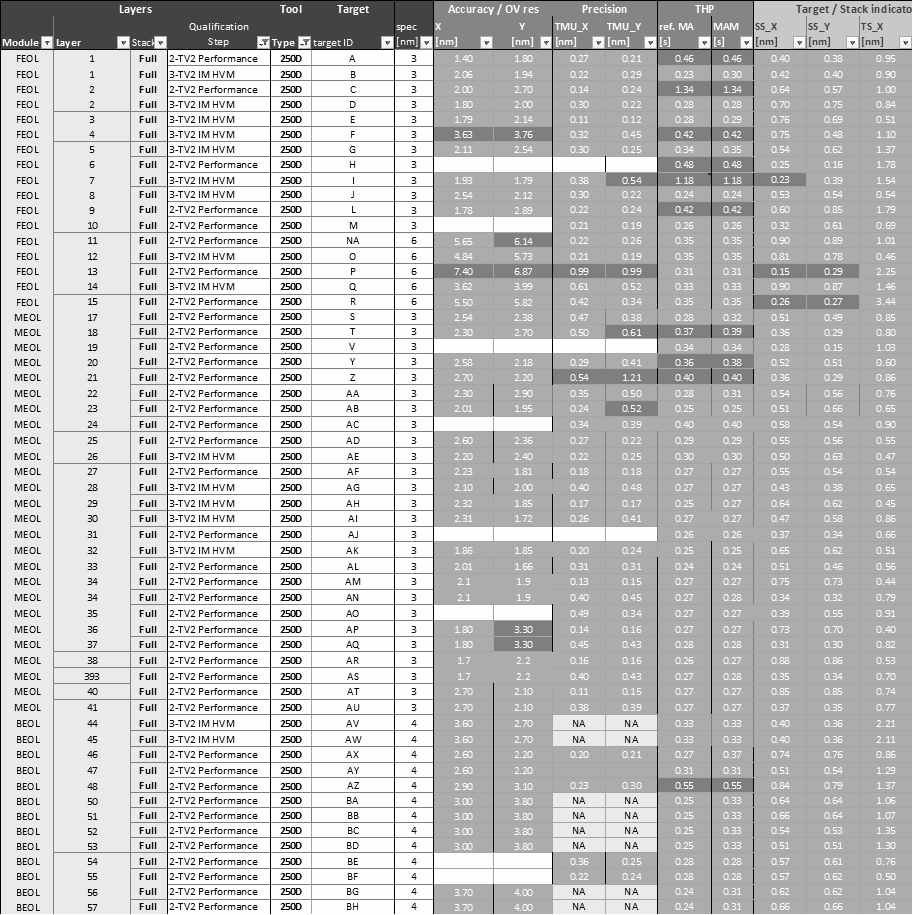 Layers Tool Target Accuracy / OV res Precision THP Target / Stack indicato
Qualification spec X Y TMU_X TMU_Y ref. MA MAM SS_X SS_Y TS_X
Module Layer Stack Step Type target ID [nm] [nm] [nm] [nm] [nm] [s] [s] [nm] [nm] [nm]
FEOL 1 Full 2-TV2 Performance 250D A 3 1.40 1.80 0.27 0.21 0.46 0.46 0.40 0.38 0.95
FEOL 1 Full 3-TV2 IM HVM 250D B 3 2.06 1.94 0.22 0.29 0.23 0.30 0.42 0.40 0.90
FEOL 2 Full 2-TV2 Performance 250D C 3 2.00 2.70 0.14 0.24 1.34 1.34 0.64 0.57 1.00
FEOL 2 Full 3-TV2 IM HVM 250D D 3 1.80 2.00 0.30 0.22 0.28 0.28 0.70 0.75 0.84
FEOL 3 Full 3-TV2 IM HVM 250D E 3 1.79 2.14 0.11 0.12 0.28 0.28 0.76 0.69 0.51
FEOL 4 Full 3-TV2 IM HVM 250D F 3 3.63 3.76 0.32 0.45 0.42 0.42 0.75 0.48 1.10
FEOL 5 Full 3-TV2 IM HVM 250D G 3 2.11 2.54 0.30 0.25 0.34 0.35 0.54 0.62 1.37
FEOL 6 Full 2-TV2 Performance 250D H 3 0.48 0.48 0.25 0.16 1.78
FEOL 7 Full 3-TV2 IM HVM 250D I 3 1.93 1.79 0.38 0.54 1.18 1.18 0.23 0.39 1.54
FEOL 8 Full 3-TV2 IM HVM 250D J 3 2.54 2.12 0.30 0.22 0.24 0.24 0.53 0.54 0.54
FEOL 9 Full 2-TV2 Performance 250D L 3 1.78 2.89 0.22 0.24 0.42 0.42 0.60 0.85 1.79
FEOL 10 Full 2-TV2 Performance 250D M 3 0.21 0.19 0.26 0.26 0.32 0.61 0.69
FEOL 11 Full 2-TV2 Performance 250D NA 6 5.65 6.14 0.22 0.26 0.35 0.35 0.90 0.89 1.01
FEOL 12 Full 3-TV2 IM HVM 250D O 6 4.84 5.73 0.21 0.19 0.35 0.35 0.81 0.78 0.46
FEOL 13 Full 2-TV2 Performance 250D P 6 7.40 6.87 0.99 0.99 0.31 0.31 0.15 0.29 2.25
FEOL 14 Full 3-TV2 IM HVM 250D Q 6 3.62 3.99 0.61 0.52 0.33 0.33 0.90 0.87 1.46
FEOL 15 Full 2-TV2 Performance 250D R 6 5.50 5.82 0.42 0.34 0.35 0.35 0.26 0.27 3.44
MEOL 17 Full 2-TV2 Performance 250D S 3 2.54 2.38 0.47 0.38 0.28 0.32 0.51 0.49 0.85
MEOL 18 Full 2-TV2 Performance 250D T 3 2.30 2.70 0.50 0.61 0.37 0.39 0.36 0.29 0.80
MEOL 19 Full 2-TV2 Performance 250D V 3 0.34 0.34 0.28 0.15 1.03
MEOL 20 Full 3-TV2 IM HVM 250D Y 3 2.58 2.18 0.29 0.41 0.36 0.38 0.52 0.51 0.60
MEOL 21 Full 2-TV2 Performance 250D Z 3 2.70 2.20 0.54 1.21 0.40 0.40 0.36 0.29 0.86
MEOL 22 Full 2-TV2 Performance 250D AA 3 2.30 2.90 0.35 0.50 0.28 0.31 0.54 0.56 0.76
MEOL 23 Full 2-TV2 Performance 250D AB 3 2.01 1.95 0.24 0.52 0.25 0.25 0.51 0.66 0.65
MEOL 24 Full 2-TV2 Performance 250D AC 3 0.34 0.39 0.40 0.40 0.58 0.54 0.90
MEOL 25 Full 2-TV2 Performance 250D AD 3 2.60 2.36 0.27 0.22 0.29 0.29 0.55 0.56 0.55
MEOL 26 Full 3-TV2 IM HVM 250D AE 3 2.20 2.40 0.22 0.25 0.30 0.30 0.50 0.63 0.47
MEOL 27 Full 2-TV2 Performance 250D AF 3 2.23 1.81 0.18 0.18 0.27 0.27 0.55 0.54 0.54
MEOL 28 Full 3-TV2 IM HVM 250D AG 3 2.10 2.00 0.40 0.48 0.27 0.27 0.43 0.38 0.65
MEOL 29 Full 3-TV2 IM HVM 250D AH 3 2.32 1.85 0.17 0.17 0.25 0.25 0.64 0.62 0.45
MEOL 30 Full 3-TV2 IM HVM 250D AI 3 2.31 1.72 0.26 0.41 0.27 0.27 0.47 0.58 0.86
MEOL 31 Full 2-TV2 Performance 250D AJ 3 0.26 0.26 0.37 0.34 0.66
MEOL 32 Full 3-TV2 IM HVM 250D AK 3 1.86 1.85 0.20 0.24 0.25 0.25 0.65 0.62 0.51
MEOL 33 Full 2-TV2 Performance 250D AL 3 2.01 1.66 0.31 0.31 0.24 0.24 0.51 0.46 0.56
MEOL 34 Full 2-TV2 Performance 250D AM 3 2.1 1.9 0.13 0.15 0.27 0.27 0.75 0.73 0.44
MEOL 34 Full 2-TV2 Performance 250D AN 3 2.1 1.9 0.40 0.45 0.27 0.28 0.34 0.32 0.79
MEOL 35 Full 2-TV2 Performance 250D AO 3 0.49 0.34 0.27 0.27 0.39 0.55 0.91
MEOL 36 Full 2-TV2 Performance 250D AP 3 1.80 3.30 0.14 0.16 0.27 0.27 0.73 0.70 0.40
MEOL 37 Full 2-TV2 Performance 250D AQ 3 1.80 3.30 0.45 0.43 0.28 0.28 0.31 0.30 0.82
MEOL 38 Full 2-TV2 Performance 250D AR 3 1.7 2.2 0.16 0.16 0.26 0.27 0.88 0.86 0.53
MEOL 393 Full 2-TV2 Performance 250D AS 3 1.7 2.2 0.40 0.43 0.27 0.28 0.35 0.34 0.70
MEOL 40 Full 2-TV2 Performance 250D AT 3 2.70 2.10 0.11 0.15 0.27 0.28 0.85 0.85 0.74
MEOL 41 Full 2-TV2 Performance 250D AU 3 2.70 2.10 0.38 0.39 0.27 0.28 0.37 0.35 0.77
BEOL 44 Full 3-TV2 IM HVM 250D AV 4 3.60 2.70 NA NA 0.33 0.33 0.40 0.36 2.21
BEOL 45 Full 3-TV2 IM HVM 250D AW 4 3.60 2.70 NA NA 0.33 0.33 0.40 0.36 2.11
BEOL 46 Full 2-TV2 Performance 250D AX 4 2.60 2.20 0.20 0.21 0.27 0.37 0.74 0.76 0.86
BEOL 47 Full 2-TV2 Performance 250D AY 4 2.60 2.20 0.31 0.31 0.51 0.54 1.29
BEOL 48 Full 2-TV2 Performance 250D AZ 4 2.90 3.10 0.23 0.30 0.55 0.55 0.84 0.79 1.37
BEOL 50 Full 2-TV2 Performance 250D BA 4 3.00 3.80 NA NA 0.25 0.33 0.64 0.64 1.06
BEOL 51 Full 2-TV2 Performance 250D BB 4 3.00 3.80 NA NA 0.25 0.33 0.66 0.64 1.07
BEOL 52 Full 2-TV2 Performance 250D BC 4 3.00 3.80 NA NA 0.25 0.33 0.54 0.53 1.35
BEOL 53 Full 2-TV2 Performance 250D BD 4 3.00 3.80 NA NA 0.25 0.33 0.51 0.51 1.30
BEOL 54 Full 2-TV2 Performance 250D BE 4 0.36 0.25 0.28 0.28 0.57 0.61 0.76
BEOL 55 Full 2-TV2 Performance 250D BF 4 0.22 0.24 0.28 0.28 0.57 0.62 0.50
BEOL 56 Full 2-TV2 Performance 250D BG 4 3.70 4.00 NA NA 0.24 0.31 0.62 0.62 1.04
BEOL 57 Full 2-TV2 Performance 250D BH 4 3.70 4.00 NA NA 0.24 0.31 0.66 0.66 1.04